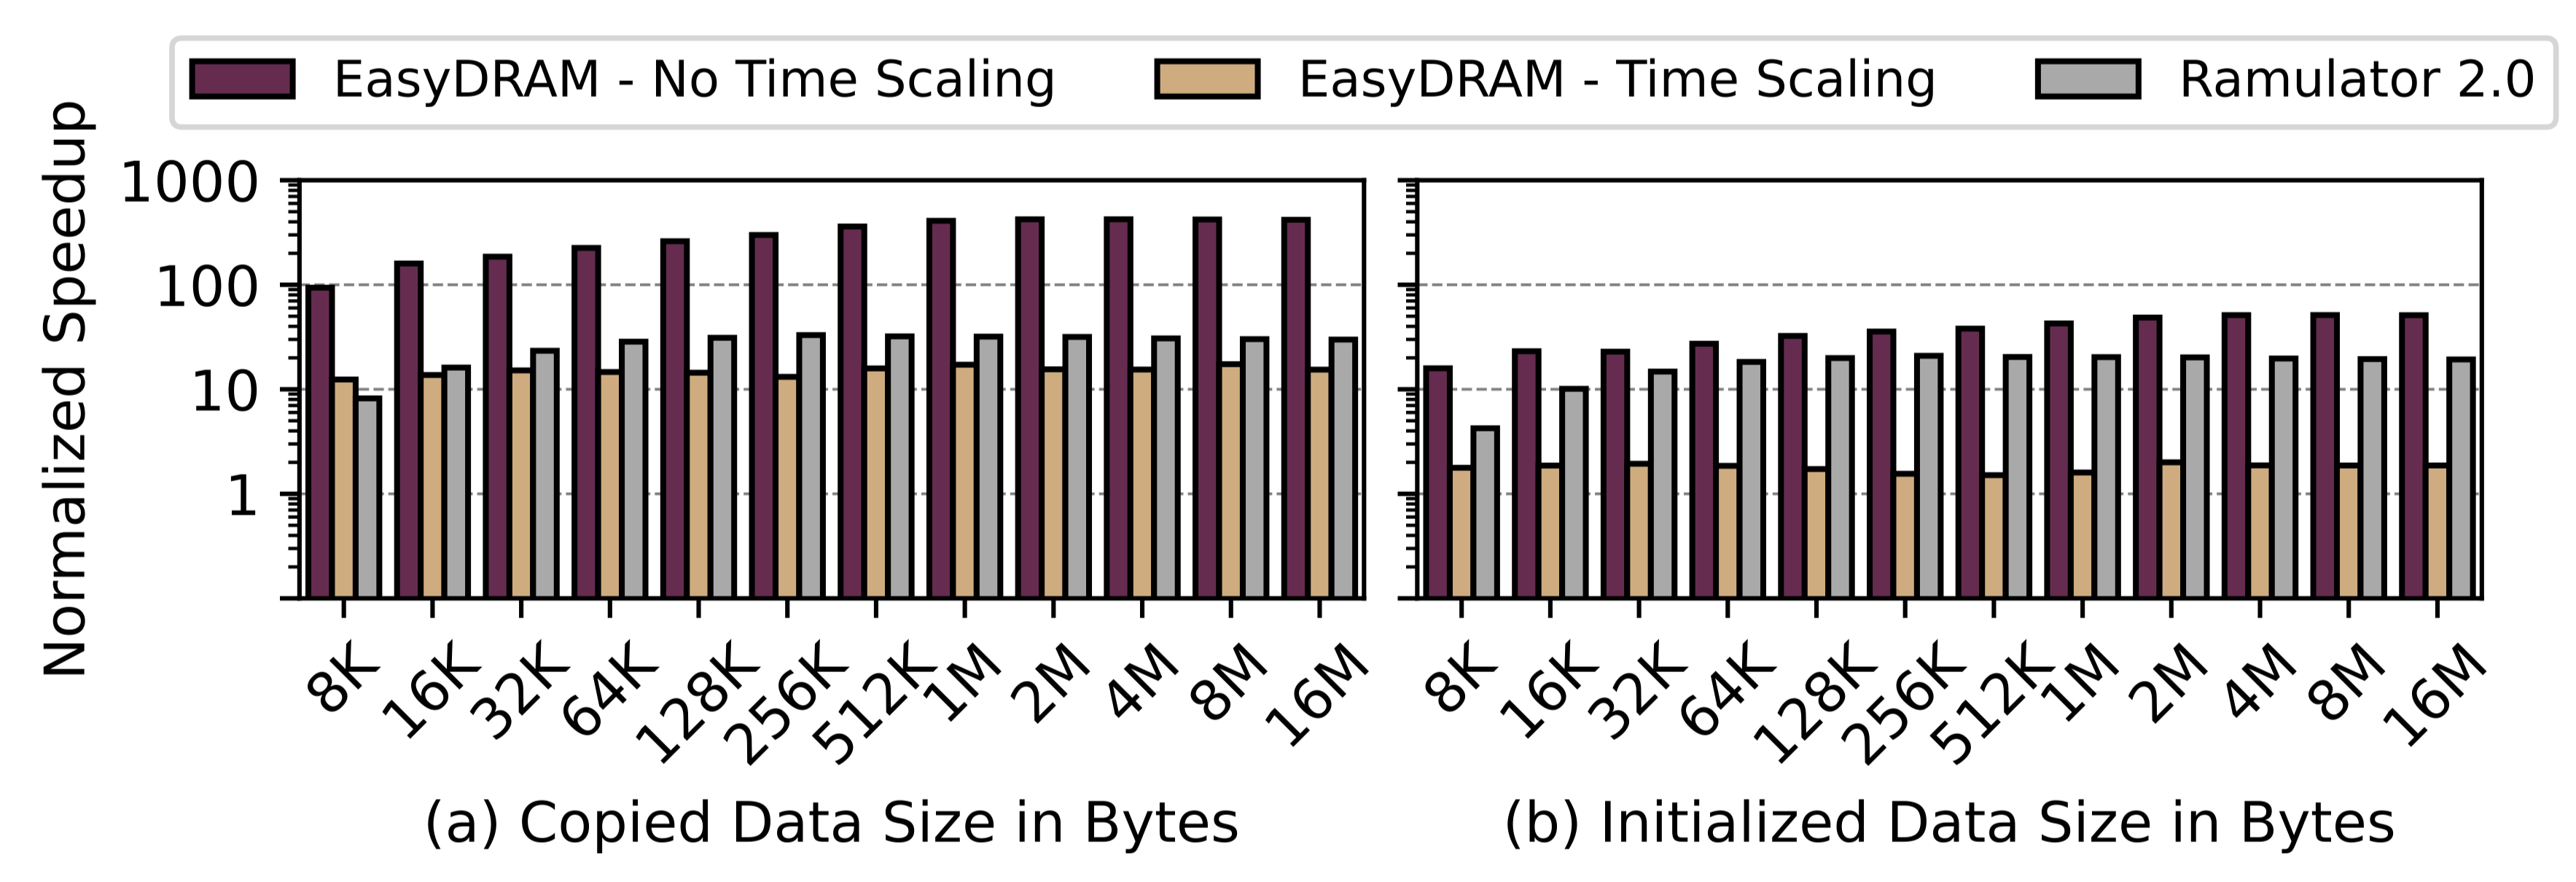 EasyDRAM - No Time Scaling EasyDRAM - Time Scaling Ramulator 2.0
Normalized Speedup
1000
100
10
1
8K 16K 32K 64K 128K 256K 512K 1M 2M 4M 8M 16M
8K 16K 32K 64K 128K 256K 512K 1M 2M 4M 8M 16M
(a) Copied Data Size in Bytes
(b) Initialized Data Size in Bytes